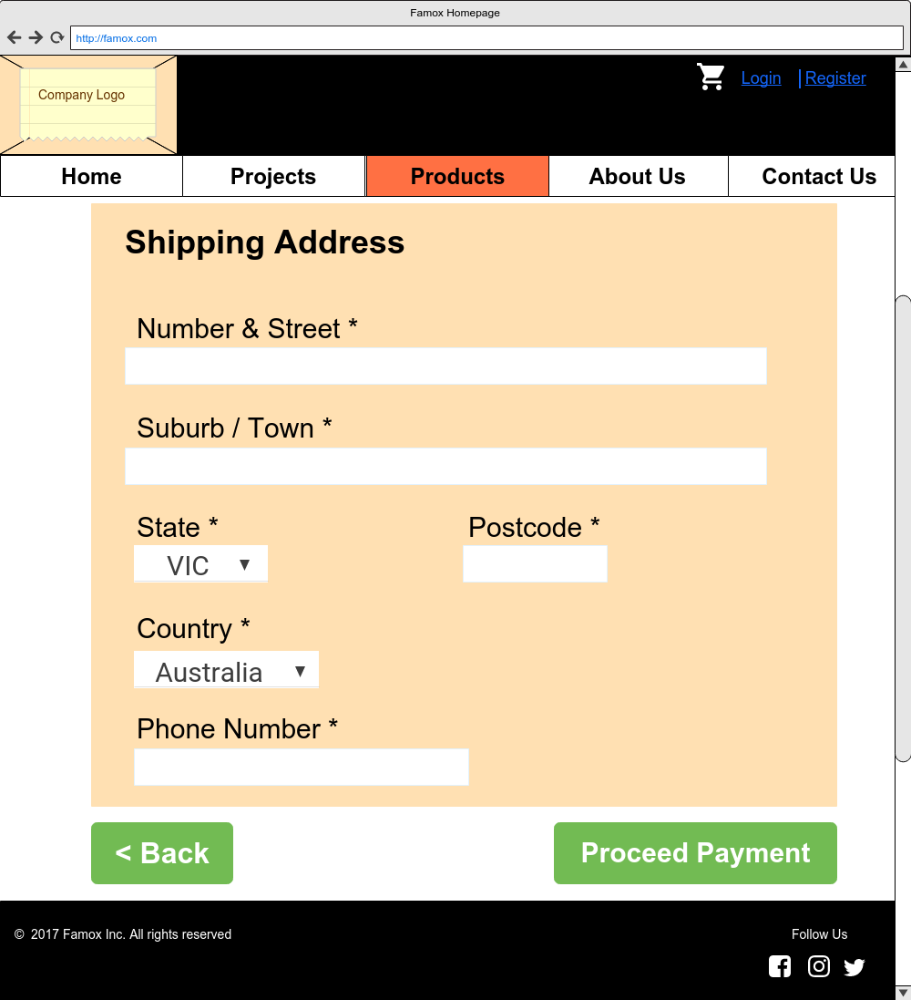 Famox Homepage
http://famox.com
Company Logo
Login
Register
Home
Projects
Products
About Us
Contact Us
Shipping Address
Number & Street *
Suburb / Town *
State *
Postcode *
VIC
Country *
Australia
Phone Number *
< Back
Proceed Payment
© 2017 Famox Inc. All rights reserved
Follow Us